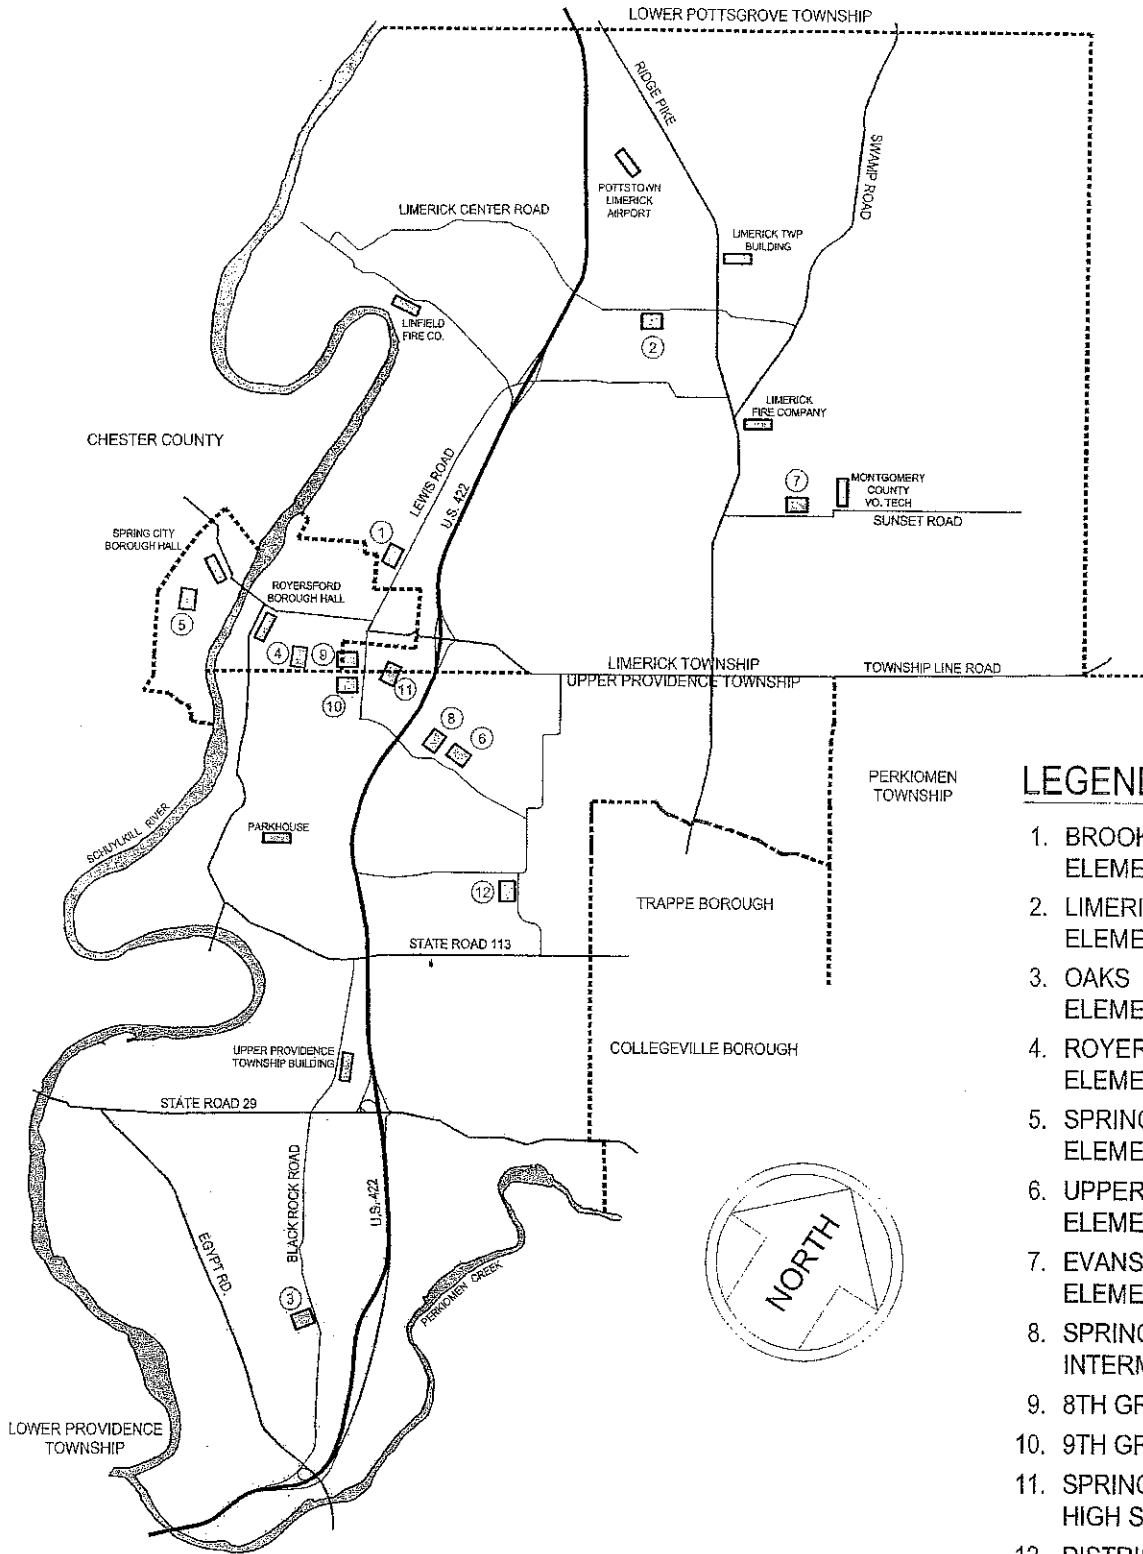 LOWER POTTSGROVE TOWNSHIP
RIDGE PIKE
SWAMP ROAD
POTTSTOWN
LIMERICK
AIRPORT
LIMERICK CENTER ROAD
LIMERICK TWP
BUILDING
LINFIELD
FIRE CO.
2
LIMERICK
FIRE COMPANY
CHESTER COUNTY
LEWIS ROAD
U.S. 422
7
MONTGOMERY
COUNTY
VO. TECH
SUNSET ROAD
SPRING CITY
BOROUGH HALL
1
ROYERSFORD
BOROUGH HALL
5
4
9
LIMERICK TOWNSHIP
TOWNSHIP LINE ROAD
UPPER PROVIDENCE TOWNSHIP
11
10
8
6
PERKIOMEN
TOWNSHIP
SCHUYLKILL RIVER
PARKHOUSE
12
TRAPPE BOROUGH
STATE ROAD 113
UPPER PROVIDENCE
TOWNSHIP BUILDING
COLLEGEVILLE BOROUGH
STATE ROAD 29
BLACK ROCK ROAD
U.S. 422
EGYPT RD.
3
PERKIOMEN CREEK
NORTH
LOWER PROVIDENCE
TOWNSHIP
LEGEND
1. BROOK
ELEME
2. LIMERI
ELEME
3. OAKS
ELEME
4. ROYER
ELEME
5. SPRING
ELEME
6. UPPER
ELEME
7. EVANS
ELEME
8. SPRING
INTERM
9. 8TH GR
10. 9TH GR
11. SPRING
HIGH S
12. DISTRI